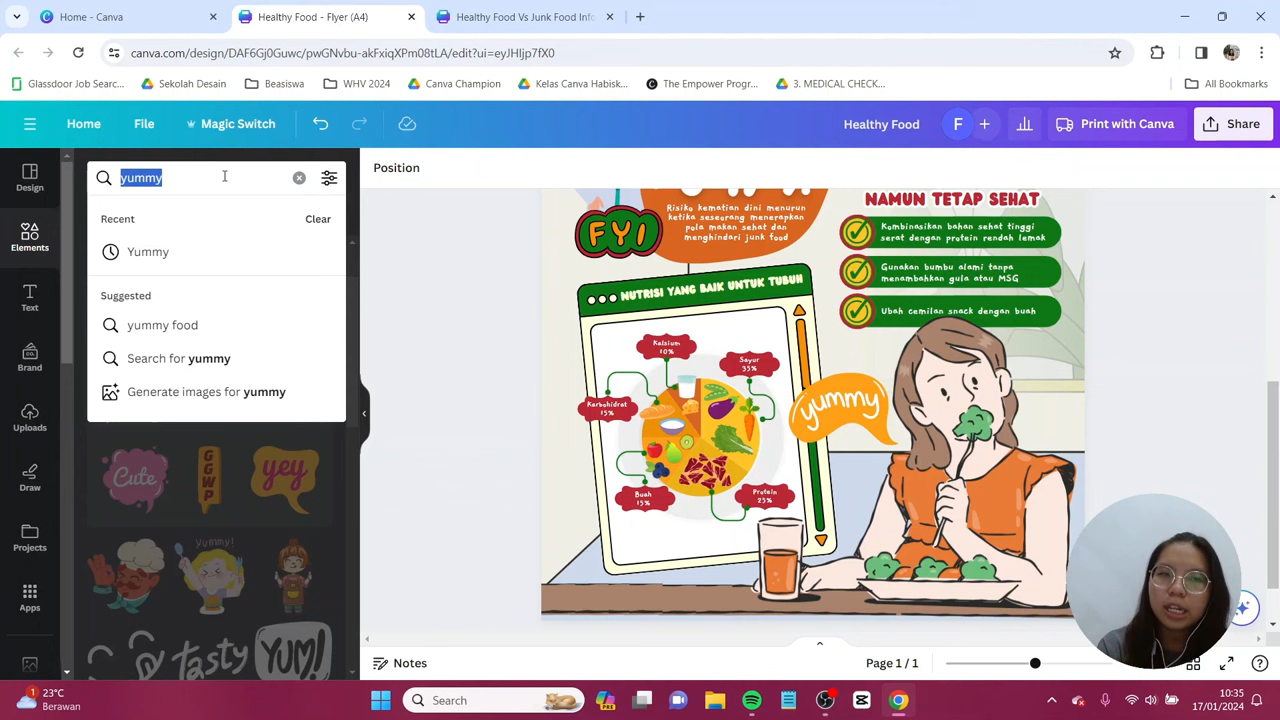 Home - Canva
Healthy Food - Flyer (A4)
Healthy Food Vs Junk Food Info
canva.com/design/DAF6Gj0Guwc/pwGNvbu-akFxiqXPm08tLA/edit?ui=eyJHIjp7fX0
Glassdoor Job Searc...
Sekolah Desain
Beasiswa
WHV 2024
Canva Champion
Kelas Canva Habisk...
The Empower Prog...
3. MEDICAL CHECK...
All Bookmarks
Home
File
Magic Switch
Healthy Food
F
Print with Canva
Share
Design
Elements
Text
Brand
Uploads
Draw
Projects
Apps
yummy
Recent
Clear
Yummy
Suggested
yummy food
Search for yummy
Generate images for yummy
Cute
GGWP
yey
Yummy!
tasty
YUM!
Position
Risiko kematian dini menurun
ketika seseorang menerapkan
pola makan sehat dan
menghindari junk food
FYI
NAMUN TETAP SEHAT
Kombinasikan bahan sehat tinggi
serat dengan protein rendah lemak
Gunakan bumbu alami tanpa
menambahkan gula atau MSG
Ubah cemilan snack dengan buah
NUTRISI YANG BAIK UNTUK TUBUH
Kalsium
10%
Sayur
35%
Karbohidrat
15%
Buah
15%
Protein
25%
yummy
Notes
Page 1 / 1
1
23°C
Berawan
Search
PRE
10:35
17/01/2024